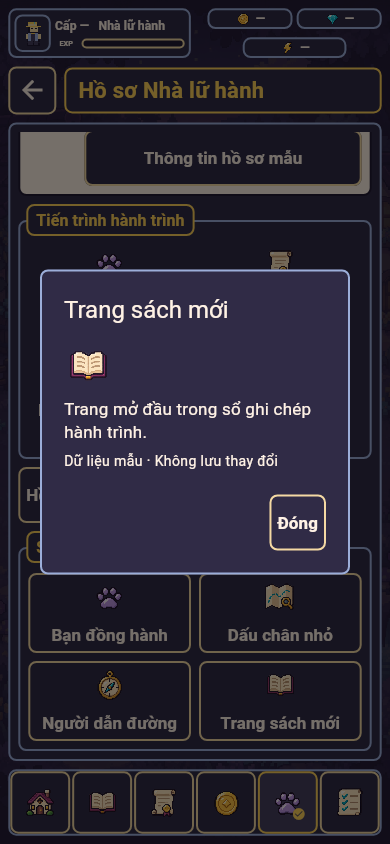 Cấp — Nhà lữ hành
—
—
EXP
—
Hồ sơ Nhà lữ hành
Thông tin hồ sơ mẫu
Tiến trình hành trình
Trang sách mới
Trang mở đầu trong sổ ghi chép
hành trình.
Dữ liệu mẫu · Không lưu thay đổi
Đóng
Bạn đồng hành
Dấu chân nhỏ
Người dẫn đường
Trang sách mới